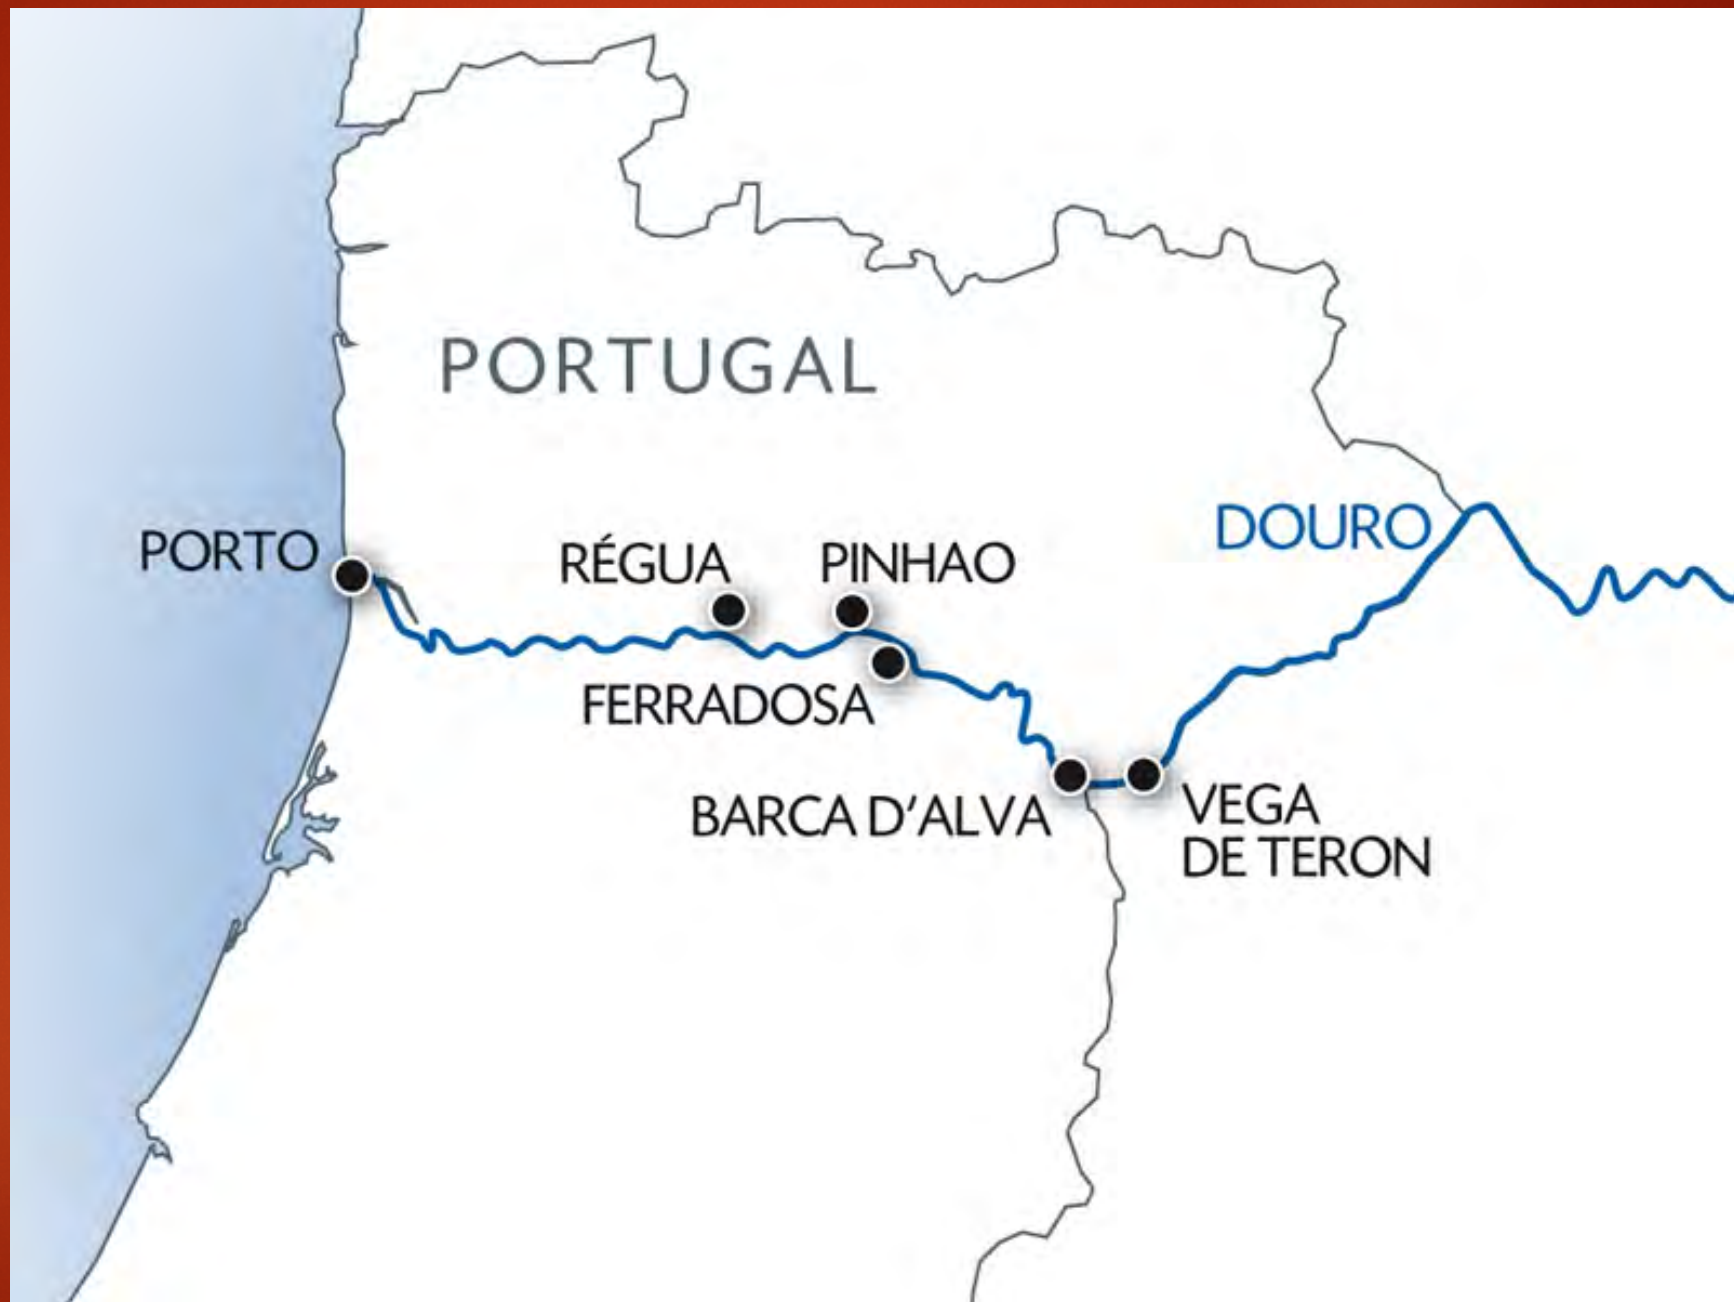 PORTUGAL
DOURO
PORTO
RÉGUA
PINHAO
FERRADOSA
BARCA D’ALVA
VEGA
DE TERON